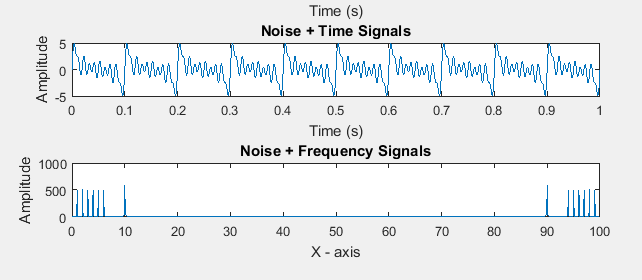 Time (s)
Noise + Time Signals
Amplitude
5
0
-5
0 0.1 0.2 0.3 0.4 0.5 0.6 0.7 0.8 0.9 1
Time (s)
Noise + Frequency Signals
Amplitude
1000
500
0
0 10 20 30 40 50 60 70 80 90 100
X - axis